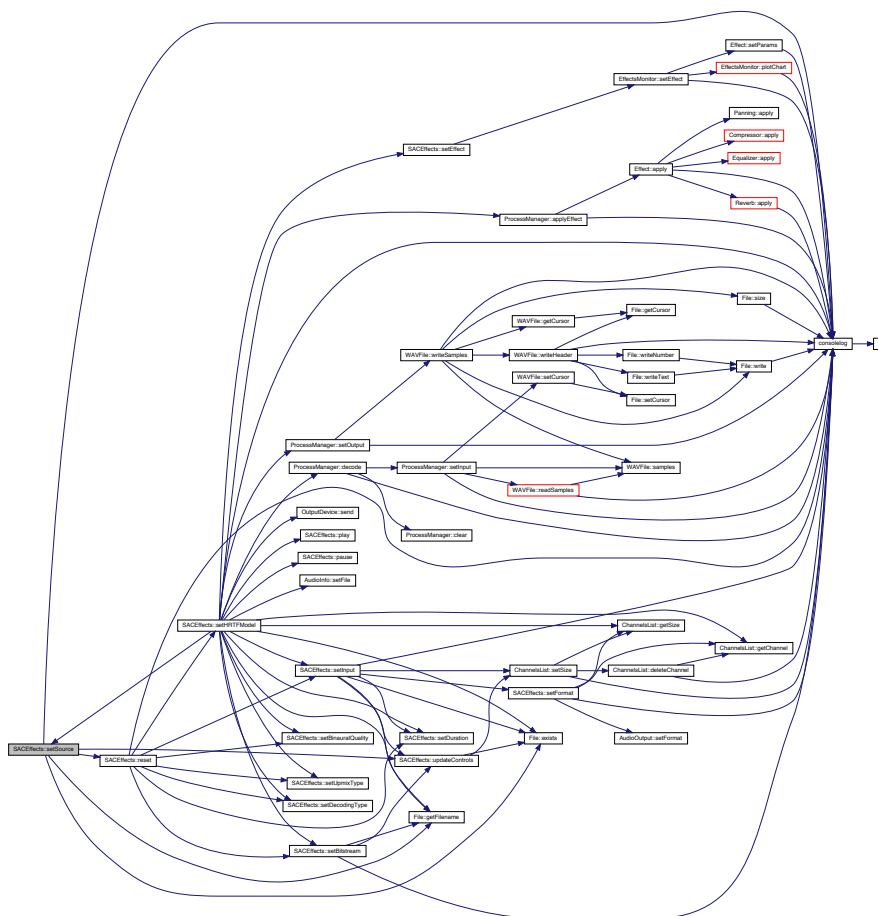 Effect::setParams
EffectsMonitor::plotChart
EffectsMonitor::setEffect
Panning::apply
Compressor::apply
SACEffects::setEffect
Equalizer::apply
Effect::apply
Reverb::apply
ProcessManager::applyEffect
File::size
File::getCursor
WAVFile::getCursor
consolelog
WAVFile::writeSamples
WAVFile::writeHeader
File::writeNumber
File::write
WAVFile::setCursor
File::writeText
File::setCursor
ProcessManager::setOutput
ProcessManager::decode
ProcessManager::setInput
WAVFile::samples
WAVFile::readSamples
OutputDevice::send
SACEffects::play
ProcessManager::clear
SACEffects::pause
AudioInfo::setFile
SACEffects::setHRTFModel
ChannelsList::getSize
ChannelsList::getChannel
SACEffects::setInput
ChannelsList::setSize
ChannelsList::deleteChannel
SACEffects::setFormat
SACEffects::setBinauralQuality
SACEffects::setDuration
File::exists
AudioOutput::setFormat
SACEffects::setSource
SACEffects::reset
SACEffects::updateControls
SACEffects::setUpmixType
SACEffects::setDecodingType
File::getFilename
SACEffects::setBitstream